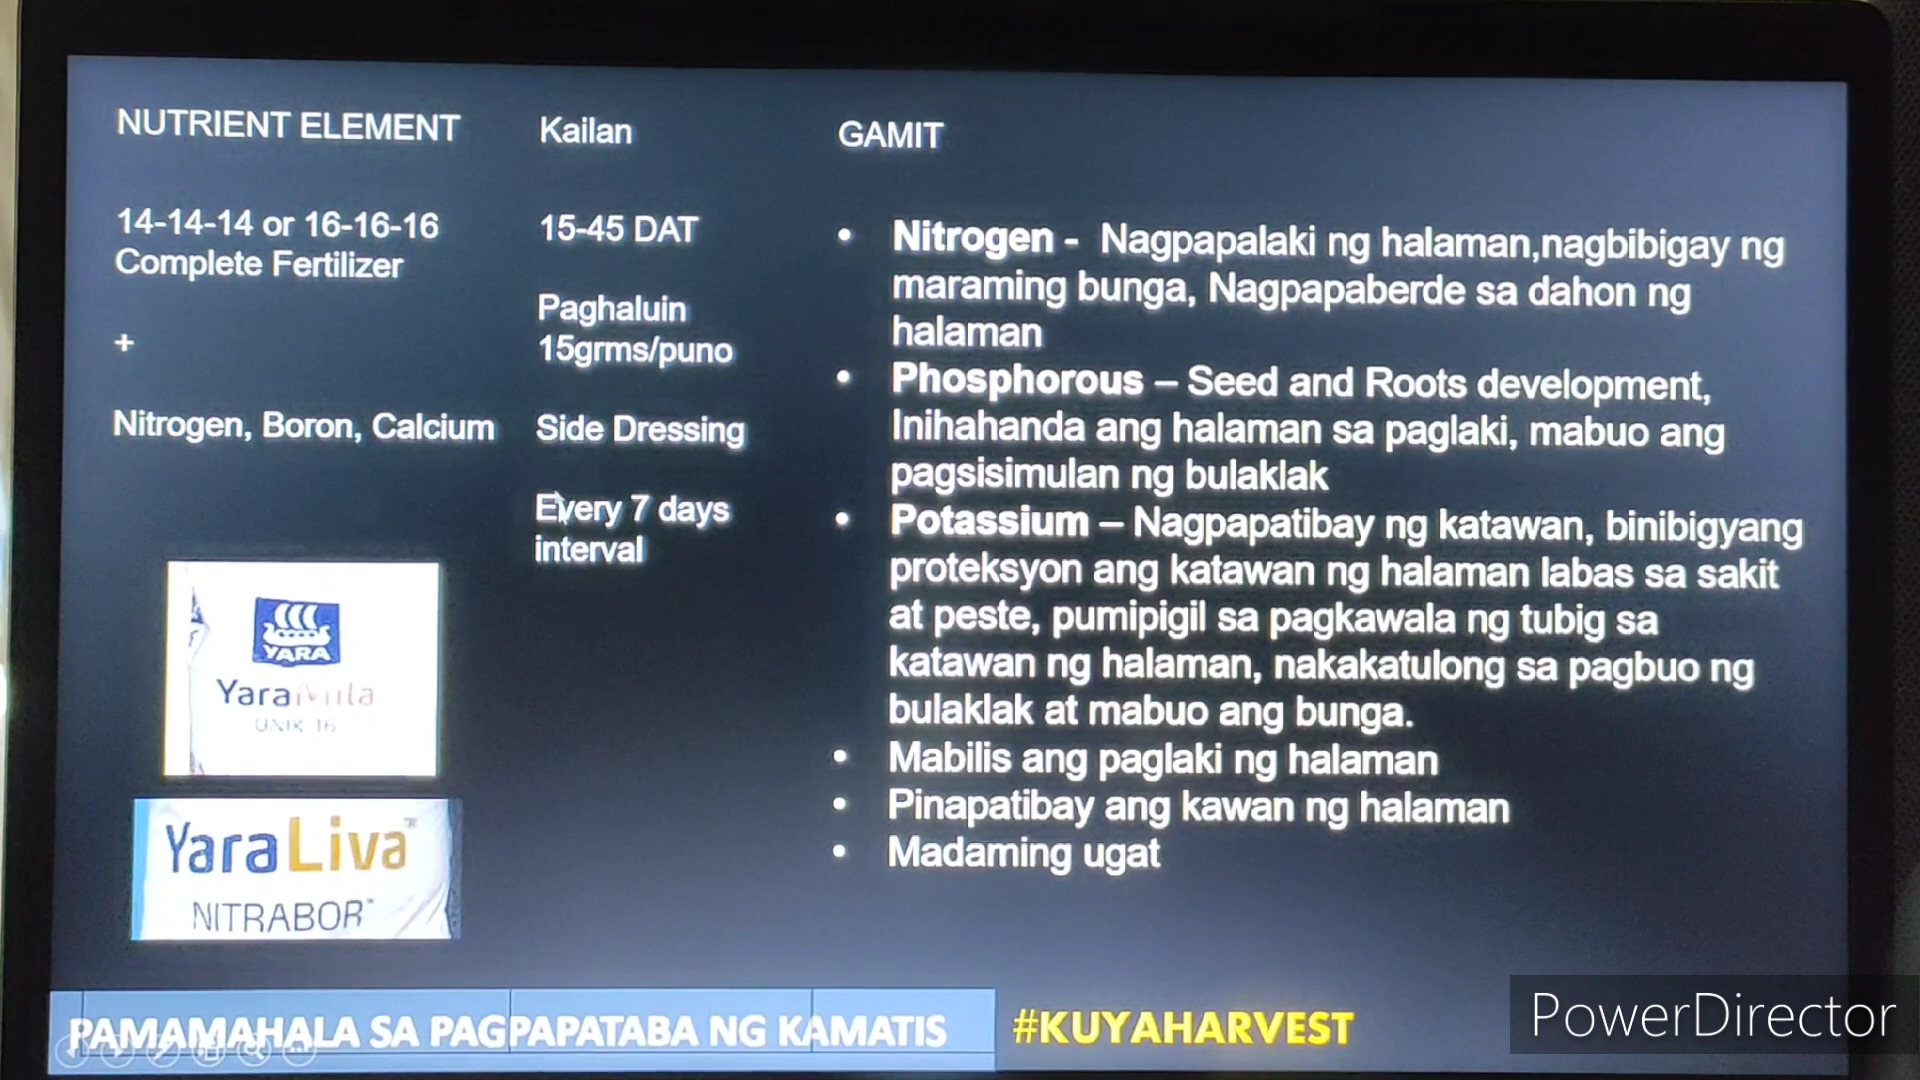 NUTRIENT ELEMENT
Kailan
GAMIT
14-14-14 or 16-16-16
Complete Fertilizer
+
Nitrogen, Boron, Calcium
15-45 DAT
Paghaluin
15grms/puno
Side Dressing
Every 7 days
interval
• Nitrogen - Nagpapalaki ng halaman,nagbibigay ng
maraming bunga, Nagpapaberde sa dahon ng
halaman
• Phosphorous – Seed and Roots development,
Inihahanda ang halaman sa paglaki, mabuo ang
pagsisimulan ng bulaklak
• Potassium – Nagpapatibay ng katawan, binibigyang
proteksyon ang katawan ng halaman labas sa sakit
at peste, pumipigil sa pagkawala ng tubig sa
katawan ng halaman, nakakatulong sa pagbuo ng
bulaklak at mabuo ang bunga.
• Mabilis ang paglaki ng halaman
• Pinapatibay ang kawan ng halaman
• Madaming ugat
YARA
YaraMila
UNIK 16
YaraLiva™
NITRABOR™
PAMAMAHALA SA PAGPAPATABA NG KAMATIS
#KUYAHARVEST
PowerDirector